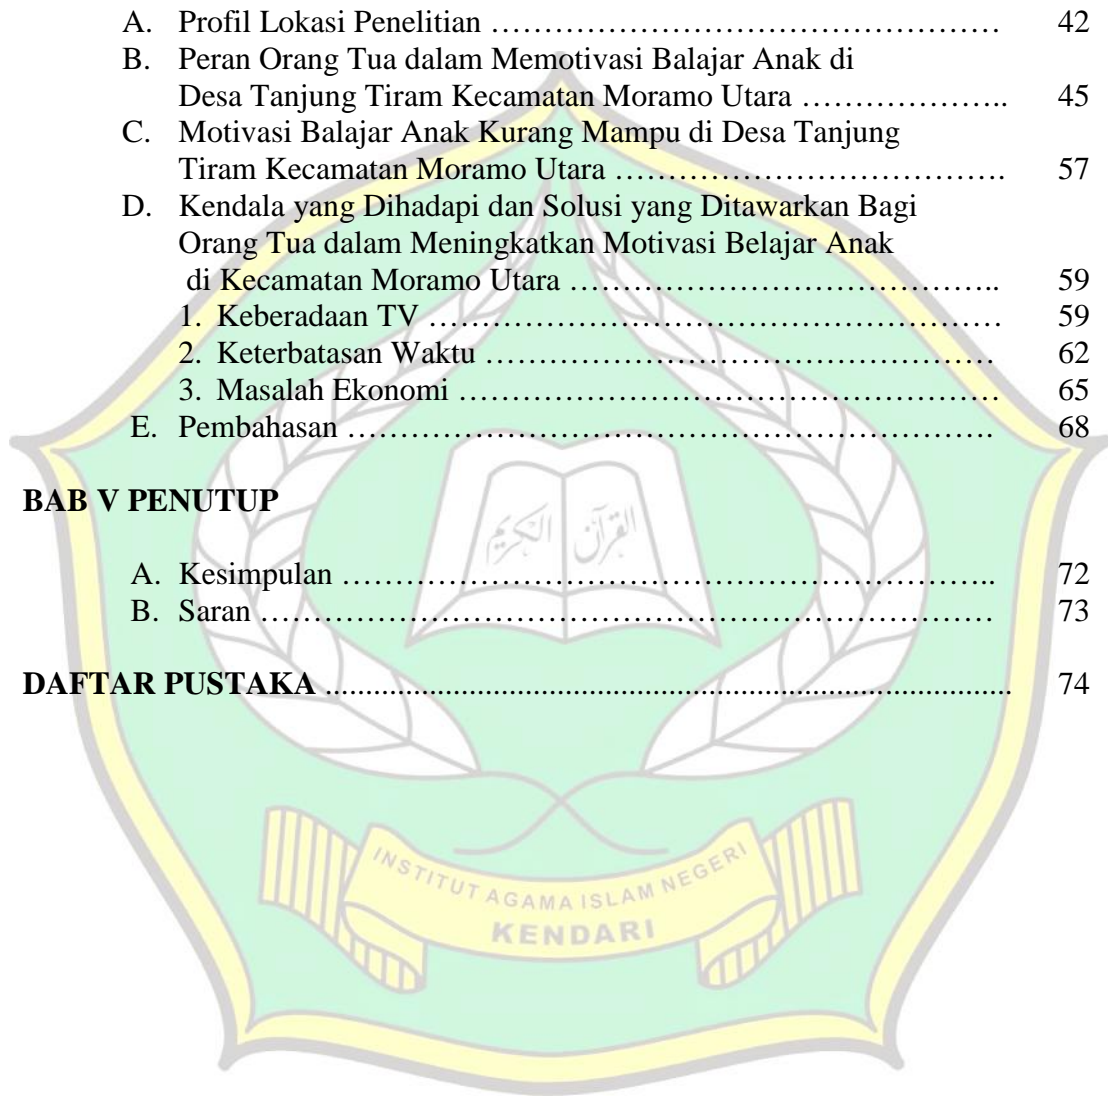 A. Profil Lokasi Penelitian ………………………………………………… 42
B. Peran Orang Tua dalam Memotivasi Balajar Anak di
Desa Tanjung Tiram Kecamatan Moramo Utara ……………….. 45
C. Motivasi Balajar Anak Kurang Mampu di Desa Tanjung
Tiram Kecamatan Moramo Utara ………………………………. 57
D. Kendala yang Dihadapi dan Solusi yang Ditawarkan Bagi
Orang Tua dalam Meningkatkan Motivasi Belajar Anak
di Kecamatan Moramo Utara ………………………………….. 59
1. Keberadaan TV ……………………………………………… 59
2. Keterbatasan Waktu ………………………………………… 62
3. Masalah Ekonomi …………………………………………… 65
E. Pembahasan ……………………………………………………. 68
BAB V PENUTUP
القرآن الكريم
A. Kesimpulan …………………………………………………….. 72
B. Saran …………………………………………………………… 73
DAFTAR PUSTAKA ..................................................................................... 74
INSTITUT AGAMA ISLAM NEGERI
KENDARI